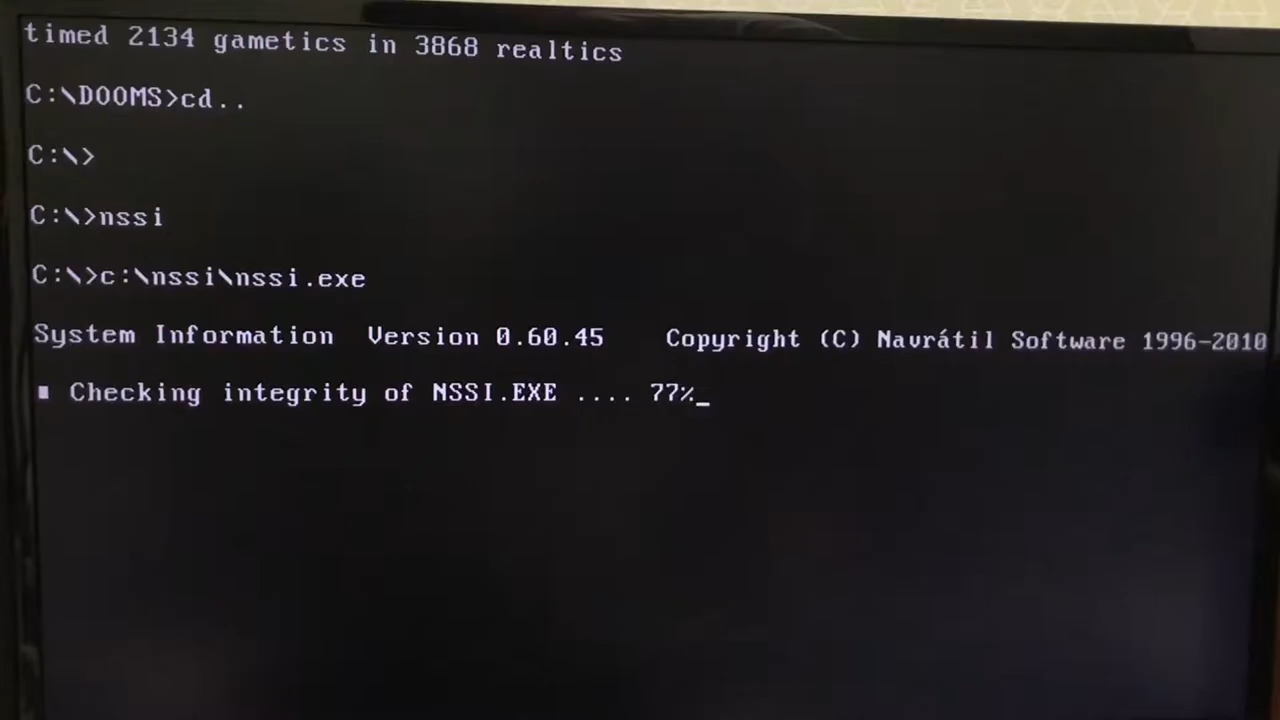 timed 2134 gametics in 3868 realtics
C:\DOOMS>cd..
C:\>
C:\>nssi
C:\>c:\nssi\nssi.exe
System Information  Version 0.60.45    Copyright (C) Navrátil Software 1996-2010
■ Checking integrity of NSSI.EXE .... 77%_